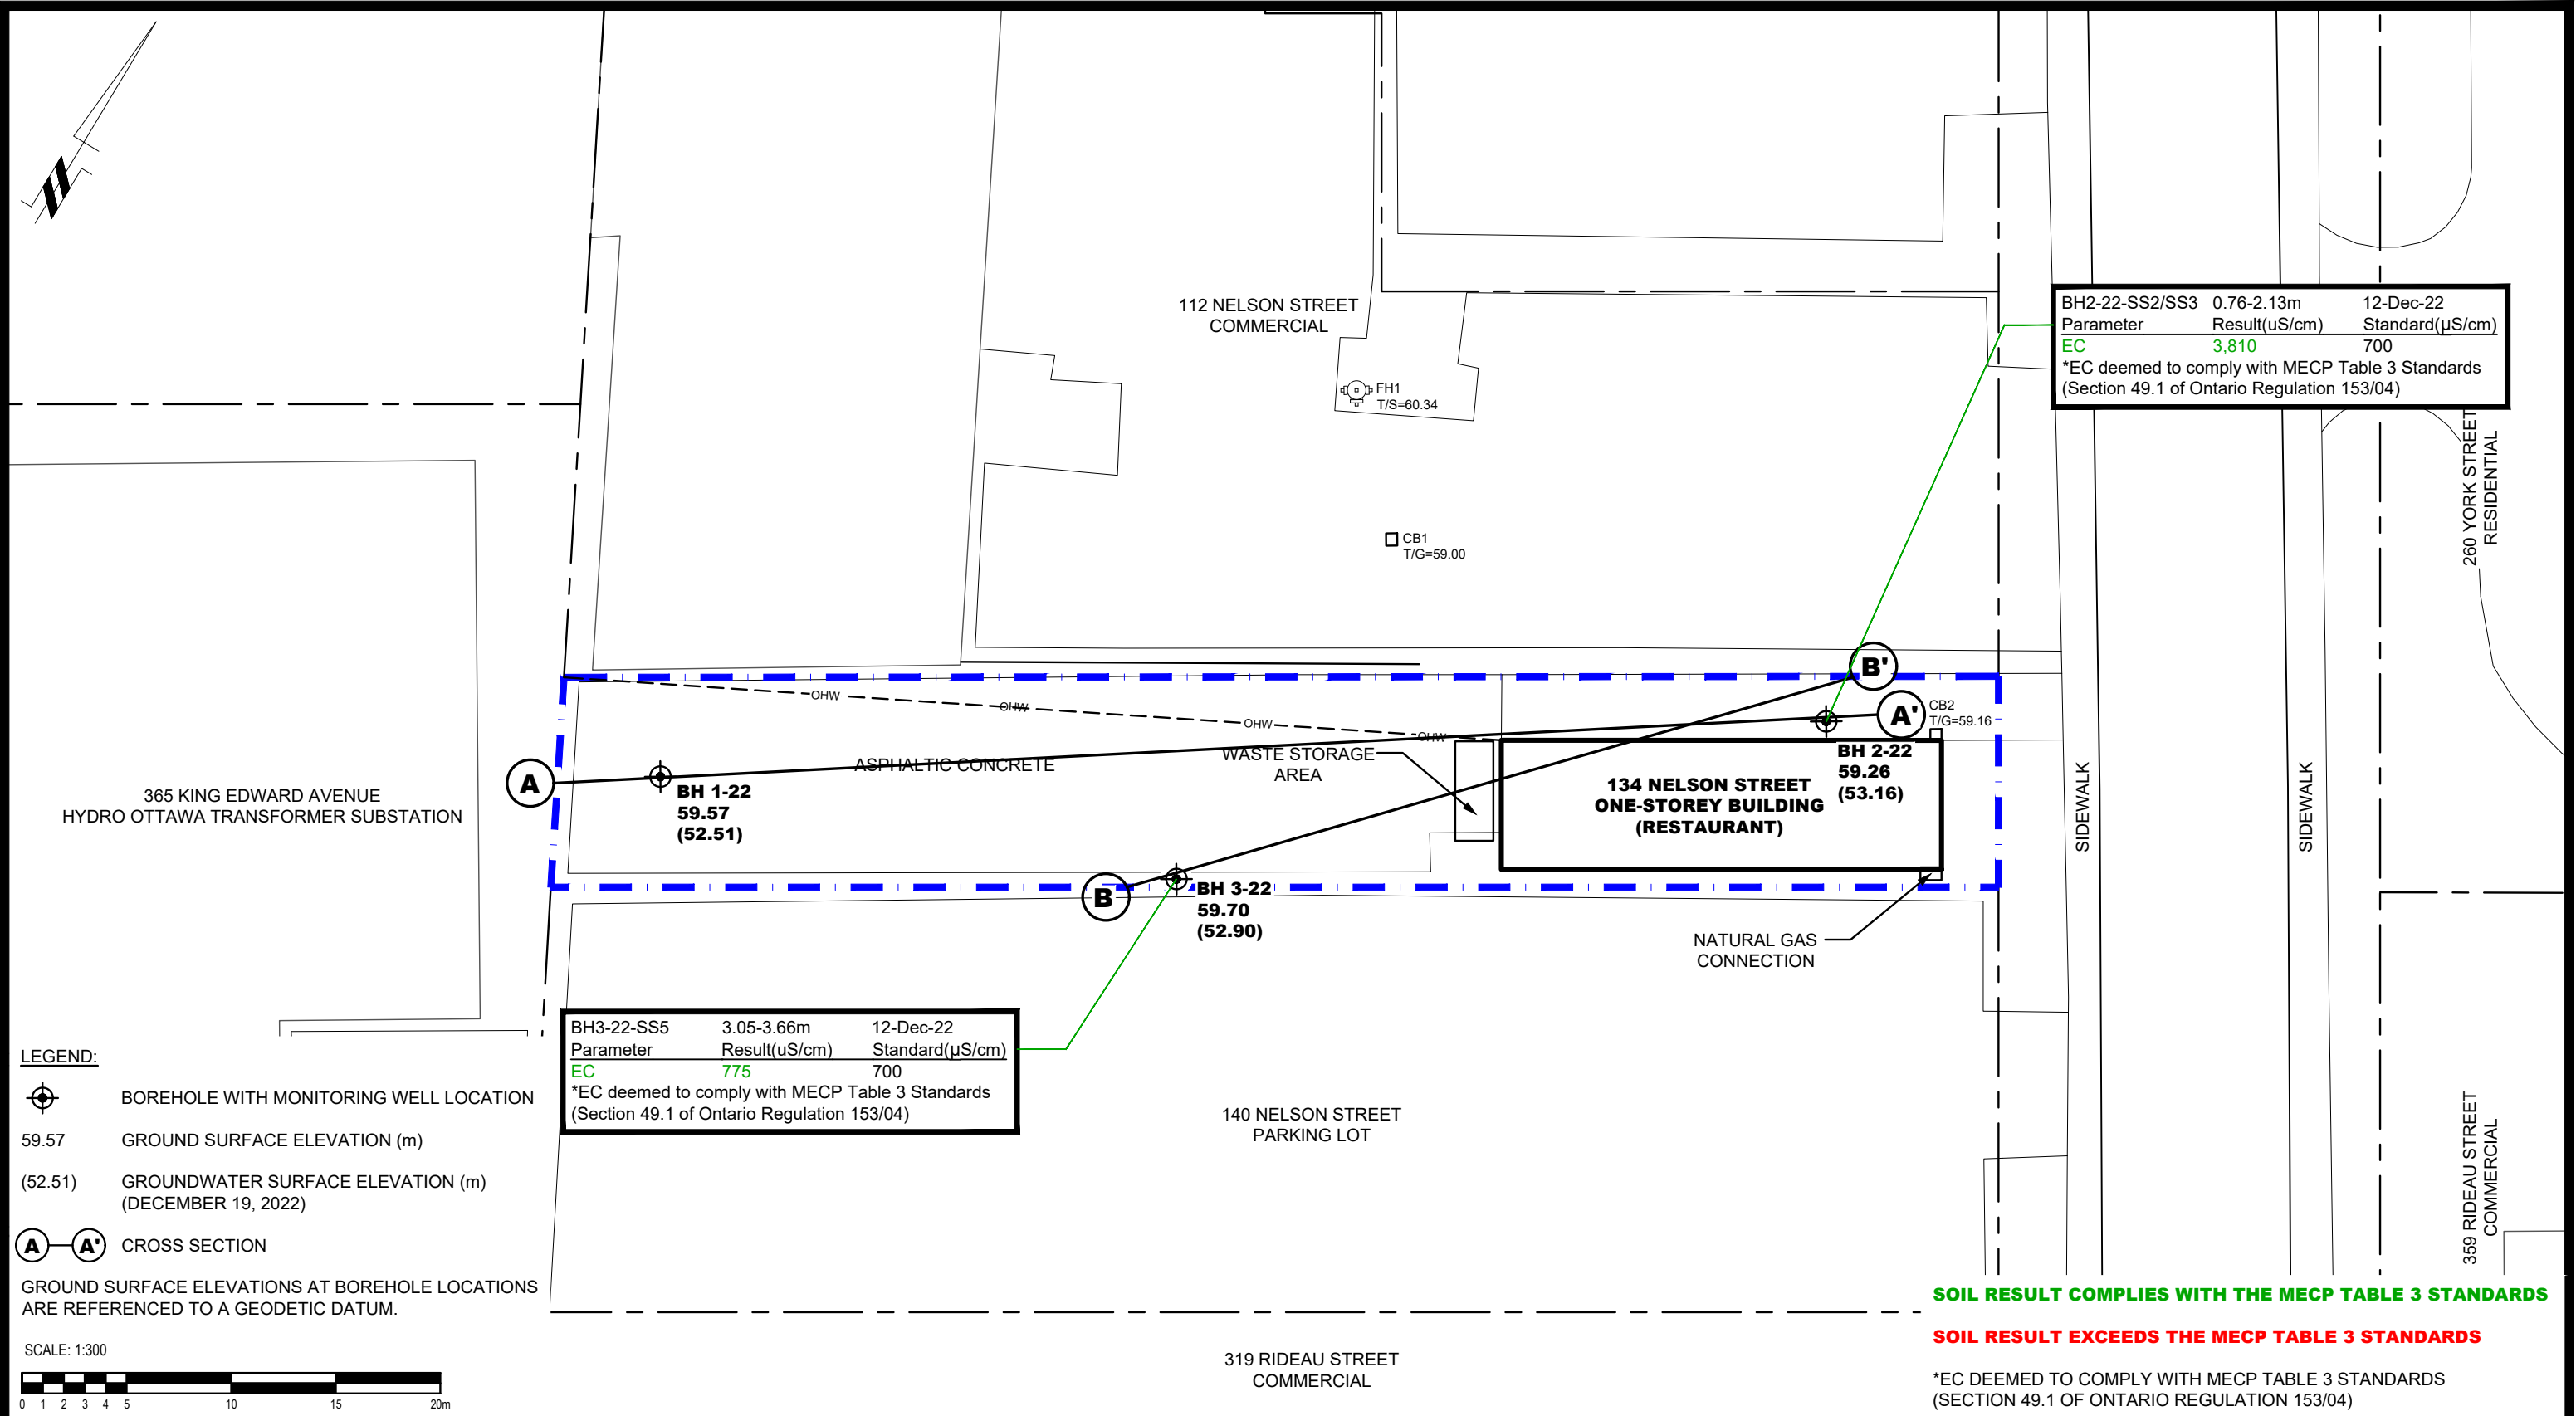 112 NELSON STREET
COMMERCIAL
FH1
T/S=60.34
CB1
T/G=59.00
BH2-22-SS2/SS3 0.76-2.13m 12-Dec-22
Parameter Result(uS/cm) Standard(µS/cm)
EC 3,810 700
*EC deemed to comply with MECP Table 3 Standards
(Section 49.1 of Ontario Regulation 153/04)
260 YORK STREET
RESIDENTIAL
OHW
OHW
OHW
OHW
B'
A'
CB2
T/G=59.16
A
ASPHALTIC CONCRETE
WASTE STORAGE
AREA
BH 1-22
59.57
(52.51)
BH 2-22
59.26
(53.16)
134 NELSON STREET
ONE-STOREY BUILDING
(RESTAURANT)
365 KING EDWARD AVENUE
HYDRO OTTAWA TRANSFORMER SUBSTATION
SIDEWALK
SIDEWALK
B
BH 3-22
59.70
(52.90)
NATURAL GAS
CONNECTION
BH3-22-SS5 3.05-3.66m 12-Dec-22
Parameter Result(uS/cm) Standard(µS/cm)
EC 775 700
*EC deemed to comply with MECP Table 3 Standards
(Section 49.1 of Ontario Regulation 153/04)
140 NELSON STREET
PARKING LOT
359 RIDEAU STREET
COMMERCIAL
LEGEND:
BOREHOLE WITH MONITORING WELL LOCATION
59.57 GROUND SURFACE ELEVATION (m)
(52.51) GROUNDWATER SURFACE ELEVATION (m)
(DECEMBER 19, 2022)
A A' CROSS SECTION
GROUND SURFACE ELEVATIONS AT BOREHOLE LOCATIONS
ARE REFERENCED TO A GEODETIC DATUM.
SCALE: 1:300
0 1 2 3 4 5 10 15 20m
319 RIDEAU STREET
COMMERCIAL
SOIL RESULT COMPLIES WITH THE MECP TABLE 3 STANDARDS
SOIL RESULT EXCEEDS THE MECP TABLE 3 STANDARDS
*EC DEEMED TO COMPLY WITH MECP TABLE 3 STANDARDS
(SECTION 49.1 OF ONTARIO REGULATION 153/04)